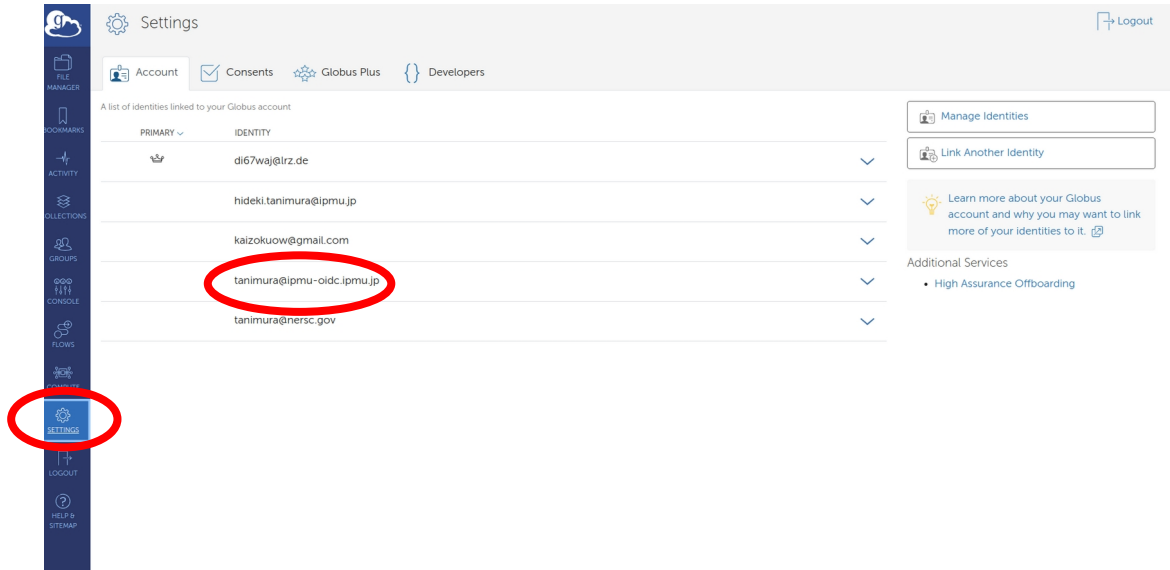 g
Settings
Logout
Account
Consents
Globus Plus
{ } Developers
A list of identities linked to your Globus account
PRIMARY
IDENTITY
di67waj@lrz.de
hideki.tanimura@ipmu.jp
kaizokuow@gmail.com
tanimura@ipmu-oidc.ipmu.jp
tanimura@nersc.gov
Manage Identities
Link Another Identity
Learn more about your Globus
account and why you may want to link
more of your identities to it.
Additional Services
• High Assurance Offboarding
FILE
MANAGER
BOOKMARKS
ACTIVITY
OLLECTIONS
GROUPS
CONSOLE
FLOWS
COMPUTE
SETTINGS
LOGOUT
?
HELP &
SITEMAP